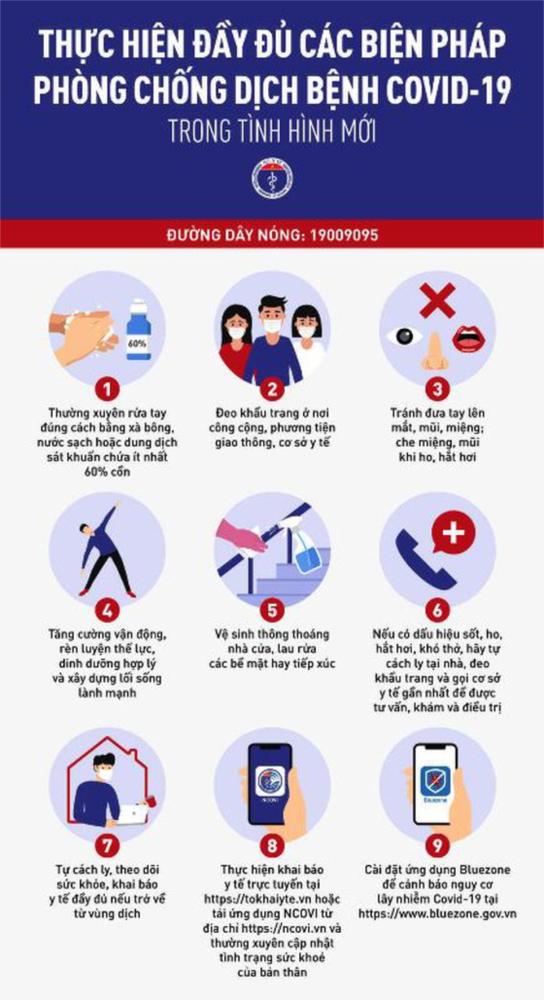 THỰC HIỆN ĐẦY ĐỦ CÁC BIỆN PHÁP
PHÒNG CHỐNG DỊCH BỆNH COVID-19
TRONG TÌNH HÌNH MỚI
ĐƯỜNG DÂY NÓNG: 19009095
60%
1
Thường xuyên rửa tay
đúng cách bằng xà bông,
nước sạch hoặc dung dịch
sát khuẩn chứa ít nhất
60% cồn
2
Đeo khẩu trang ở nơi
công cộng, phương tiện
giao thông, cơ sở y tế
3
Tránh đưa tay lên
mắt, mũi, miệng;
che miệng, mũi
khi ho, hắt hơi
4
Tăng cường vận động,
rèn luyện thể lực,
dinh dưỡng hợp lý
và xây dựng lối sống
lành mạnh
5
Vệ sinh thông thoáng
nhà cửa, lau rửa
các bề mặt hay tiếp xúc
6
Nếu có dấu hiệu sốt, ho,
hắt hơi, khó thở, hãy tự
cách ly tại nhà, đeo
khẩu trang và gọi cơ sở
y tế gần nhất để được
tư vấn, khám và điều trị
7
Tự cách ly, theo dõi
sức khỏe, khai báo
y tế đầy đủ nếu trở về
từ vùng dịch
NCOVI
8
Thực hiện khai báo
y tế trực tuyến tại
https://tokhaiyte.vn hoặc
tải ứng dụng NCOVI từ
địa chỉ https://ncovi.vn và
thường xuyên cập nhật
tình trạng sức khoẻ
của bản thân
Bluezone
9
Cài đặt ứng dụng Bluezone
để cảnh báo nguy cơ
lây nhiễm Covid-19 tại
https://www.bluezone.gov.vn